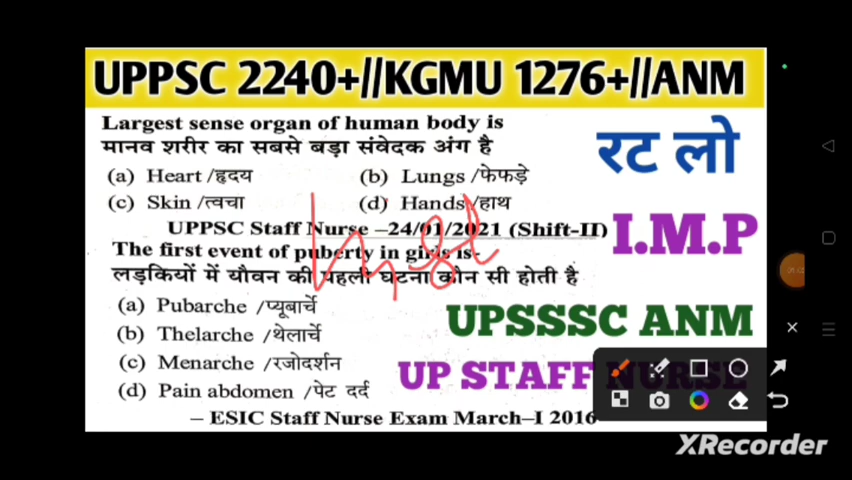 UPPSC 2240+//KGMU 1276+//ANM
Largest sense organ of human body is
मानव शरीर का सबसे बड़ा संवेदक अंग है
(a) Heart /हृदय (b) Lungs /फेफड़े
(c) Skin /त्वचा (d) Hands /हाथ
UPPSC Staff Nurse –24/01/2021 (Shift-II)
The first event of puberty in girls is-
लड़कियों में यौवन की पहली घटना कौन सी होती है
(a) Pubarche /प्यूबार्चे
(b) Thelarche /थेलार्चे
(c) Menarche /रजोदर्शन
(d) Pain abdomen /पेट दर्द
– ESIC Staff Nurse Exam March–I 2016
रट लो
I.M.P
UPSSSC ANM
UP STAFF NURSE
XRecorder